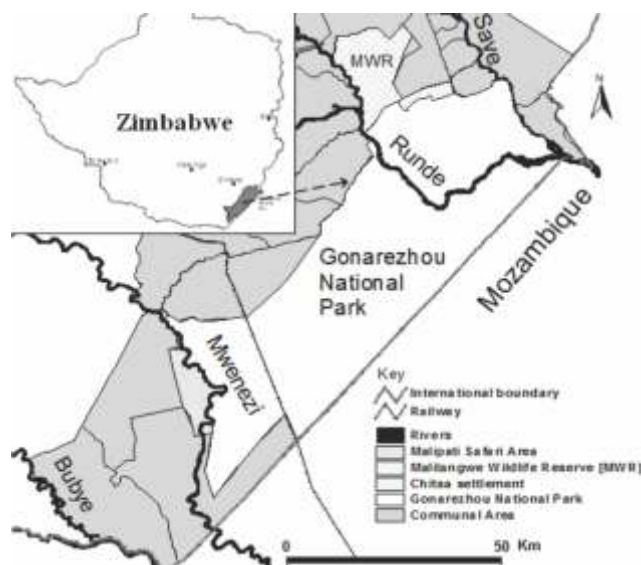 Zimbabwe
MWR
Save
N
Runde
Mozambique
Gonarezhou
National
Park
Mwenezi
Bubye
Key
International boundary
Railway
Rivers
Malipati Safari Area
Malilangwe Wildlife Reserve [MWR]
Chitsa settlement
Gonarezhou National Park
Communal Area
0 50 Km